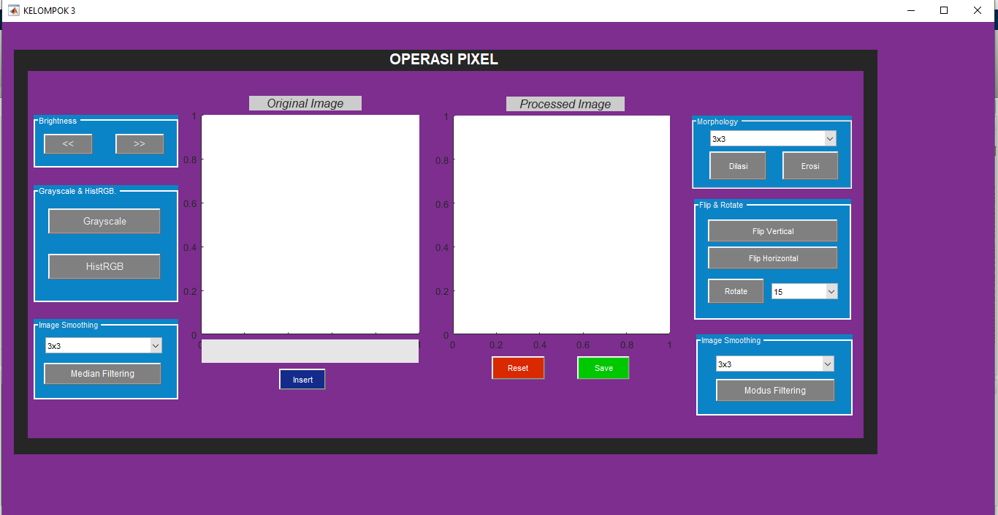 KELOMPOK 3
OPERASI PIXEL
Original Image
Processed Image
Brightness
<<
>>
Grayscale & HistRGB.
Grayscale
HistRGB
Image Smoothing
3x3
Median Filtering
1
0.8
0.6
0.4
0.2
0
Insert
1
0.8
0.6
0.4
0.2
0
0 0.2 0.4 0.6 0.8 1
Reset
Save
Morphology
3x3
Dilasi
Erosi
Flip & Rotate
Flip Vertical
Flip Horizontal
Rotate
15
Image Smoothing
3x3
Modus Filtering